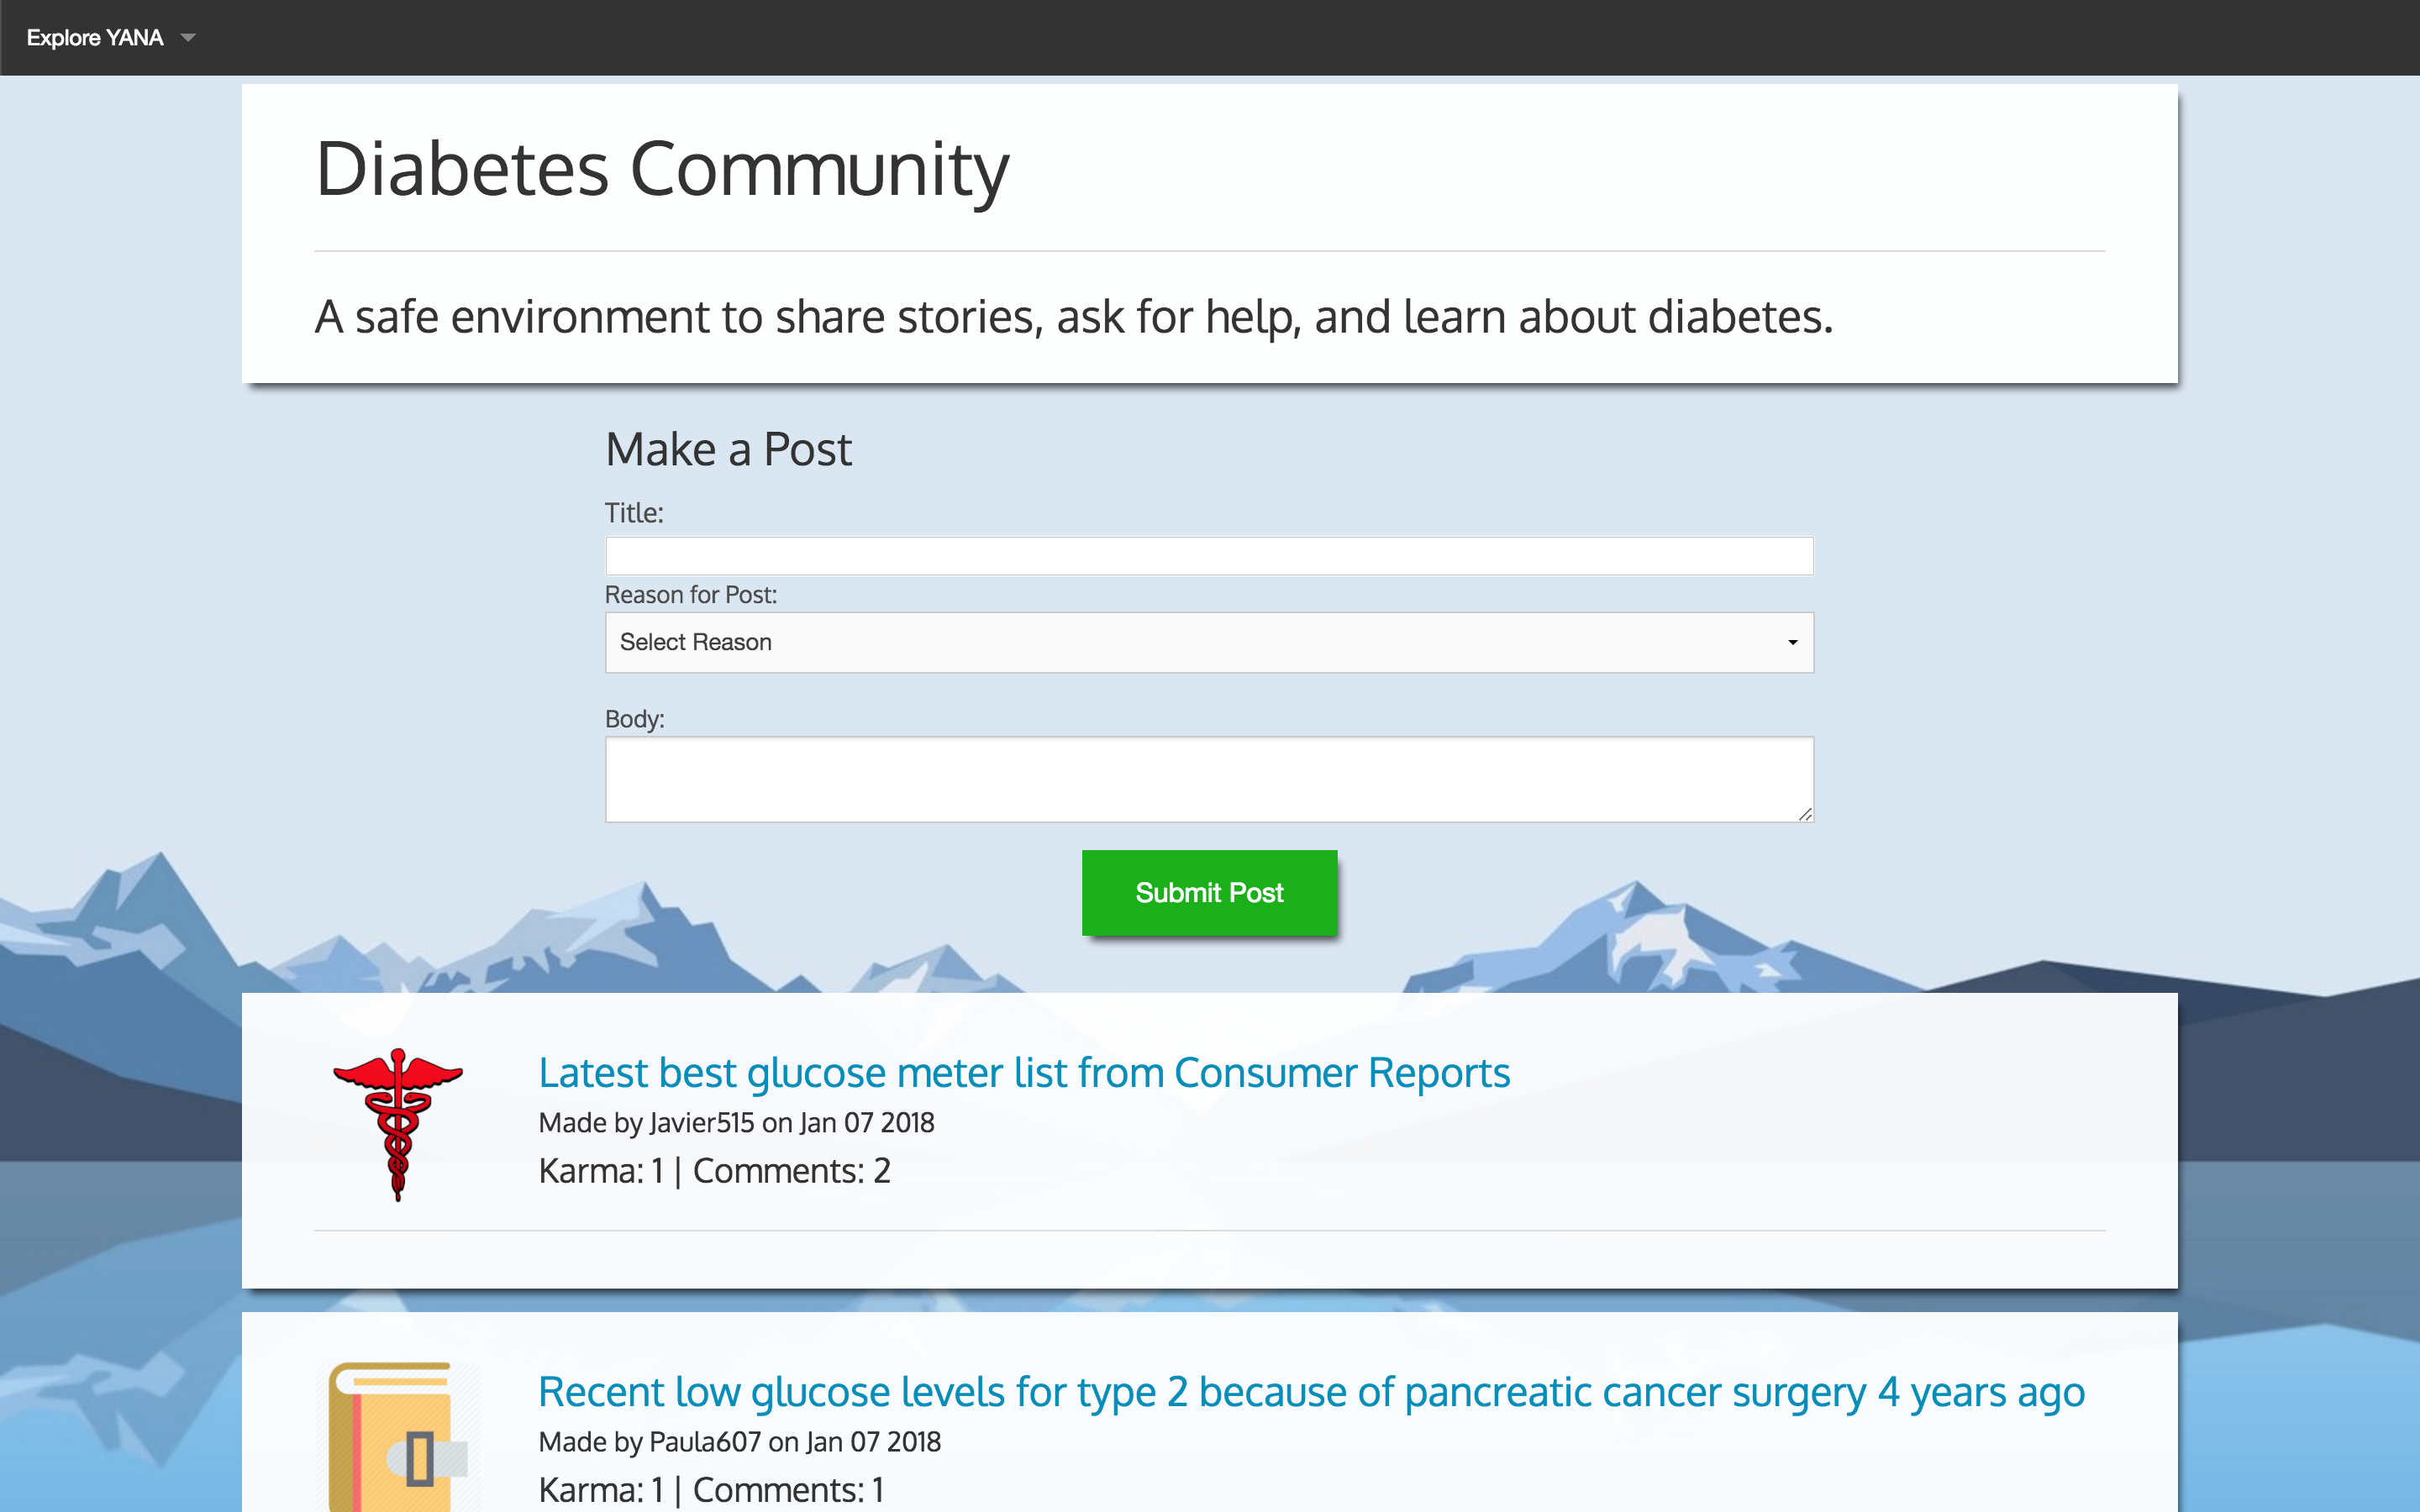 Explore YANA
Diabetes Community
A safe environment to share stories, ask for help, and learn about diabetes.
Make a Post
Title:
Reason for Post:
Select Reason
Body:
Submit Post
Latest best glucose meter list from Consumer Reports
Made by Javier515 on Jan 07 2018
Karma: 1 | Comments: 2
Recent low glucose levels for type 2 because of pancreatic cancer surgery 4 years ago
Made by Paula607 on Jan 07 2018
Karma: 1 | Comments: 1